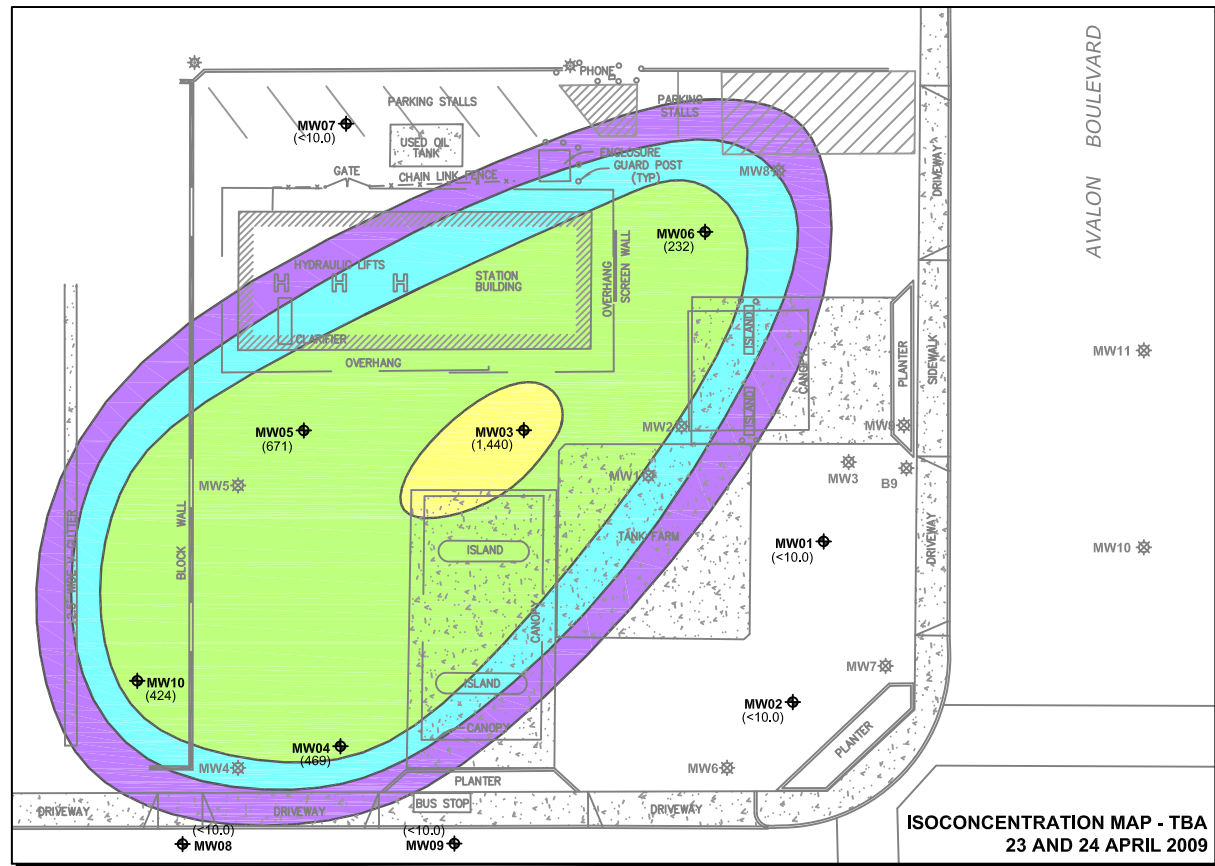 AVALON BOULEVARD
PHONE
PARKING STALLS
PARKING
STALLS
MW07
(<10.0)
USED OIL
TANK
ENCLOSURE
GUARD POST
(TYP)
GATE
CHAIN LINK FENCE
MW8
DRIVEWAY
MW06
(232)
HYDRAULIC LIFTS
STATION
BUILDING
OVERHANG
SCREEN WALL
CLARIFIER
OVERHANG
ISLAND
CANOPY
PLANTER
SIDEWALK
MW11
ISLAND
MW05
(671)
MW03
(1,440)
MW2
MW9
MW5
MW1
MW3
B9
BLOCK WALL
TANK FARM
ISLAND
MW01
(<10.0)
DRIVEWAY
MW10
CANOPY
MW7
MW10
(424)
ISLAND
MW02
(<10.0)
CANOPY
PLANTER
MW04
(469)
MW4
MW6
PLANTER
DRIVEWAY
DRIVEWAY
BUS STOP
DRIVEWAY
(<10.0)
MW08
(<10.0)
MW09
ISOCONCENTRATION MAP - TBA
23 AND 24 APRIL 2009